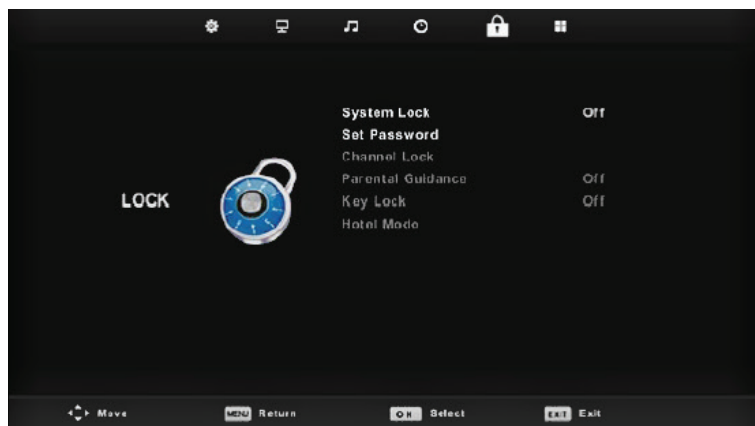 System Lock Off
Set Password
Channel Lock
Parental Guidance Off
LOCK
Key Lock Off
Hotel Mode
Move MENU Return OK Select EXIT Exit